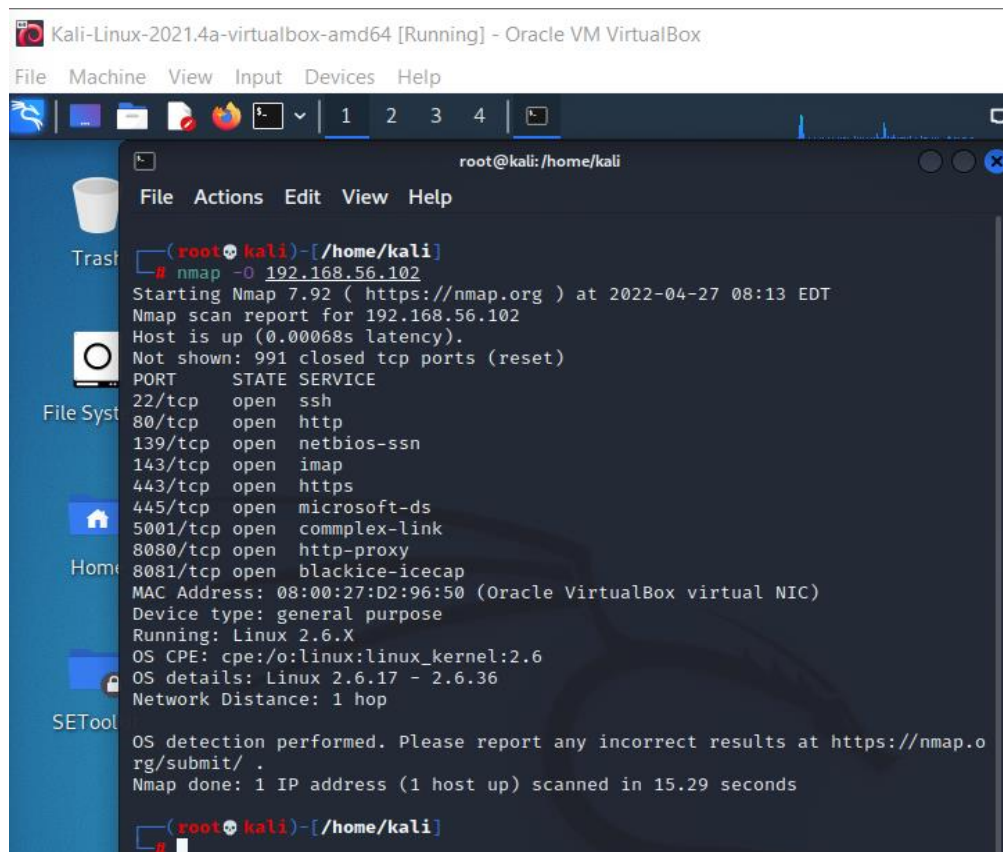 Kali-Linux-2021.4a-virtualbox-amd64 [Running] - Oracle VM VirtualBox
File Machine View Input Devices Help
1 2 3 4
root@kali: /home/kali
File Actions Edit View Help
Trash
File Syst
Home
SETool
(root💀kali)-[/home/kali]
# nmap -O 192.168.56.102
Starting Nmap 7.92 ( https://nmap.org ) at 2022-04-27 08:13 EDT
Nmap scan report for 192.168.56.102
Host is up (0.00068s latency).
Not shown: 991 closed tcp ports (reset)
PORT STATE SERVICE
22/tcp open ssh
80/tcp open http
139/tcp open netbios-ssn
143/tcp open imap
443/tcp open https
445/tcp open microsoft-ds
5001/tcp open commplex-link
8080/tcp open http-proxy
8081/tcp open blackice-icecap
MAC Address: 08:00:27:D2:96:50 (Oracle VirtualBox virtual NIC)
Device type: general purpose
Running: Linux 2.6.X
OS CPE: cpe:/o:linux:linux_kernel:2.6
OS details: Linux 2.6.17 - 2.6.36
Network Distance: 1 hop
OS detection performed. Please report any incorrect results at https://nmap.o
rg/submit/ .
Nmap done: 1 IP address (1 host up) scanned in 15.29 seconds
(root💀kali)-[/home/kali]
#